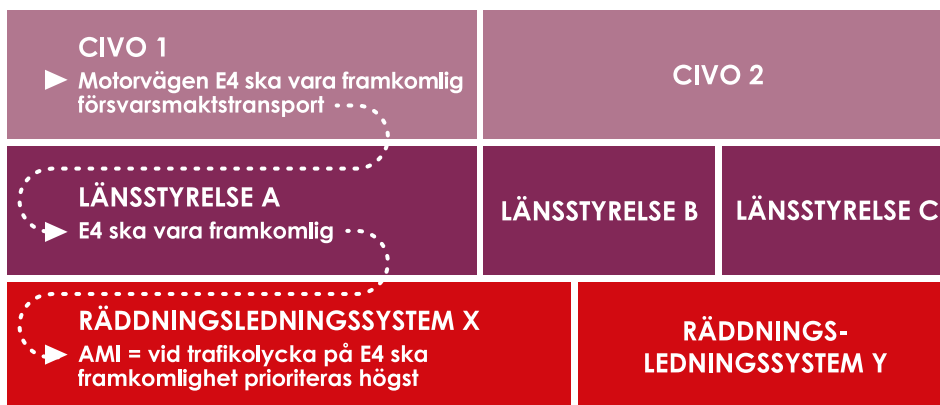 CIVO 1
Motorvägen E4 ska vara framkomlig
försvarsmaktstransport
CIVO 2
LÄNSSTYRELSE A
E4 ska vara framkomlig
LÄNSSTYRELSE B
LÄNSSTYRELSE C
RÄDDNINGSLEDNINGSSYSTEM X
AMI = vid trafikolycka på E4 ska
framkomlighet prioriteras högst
RÄDDNINGS-
LEDNINGSSYSTEM Y